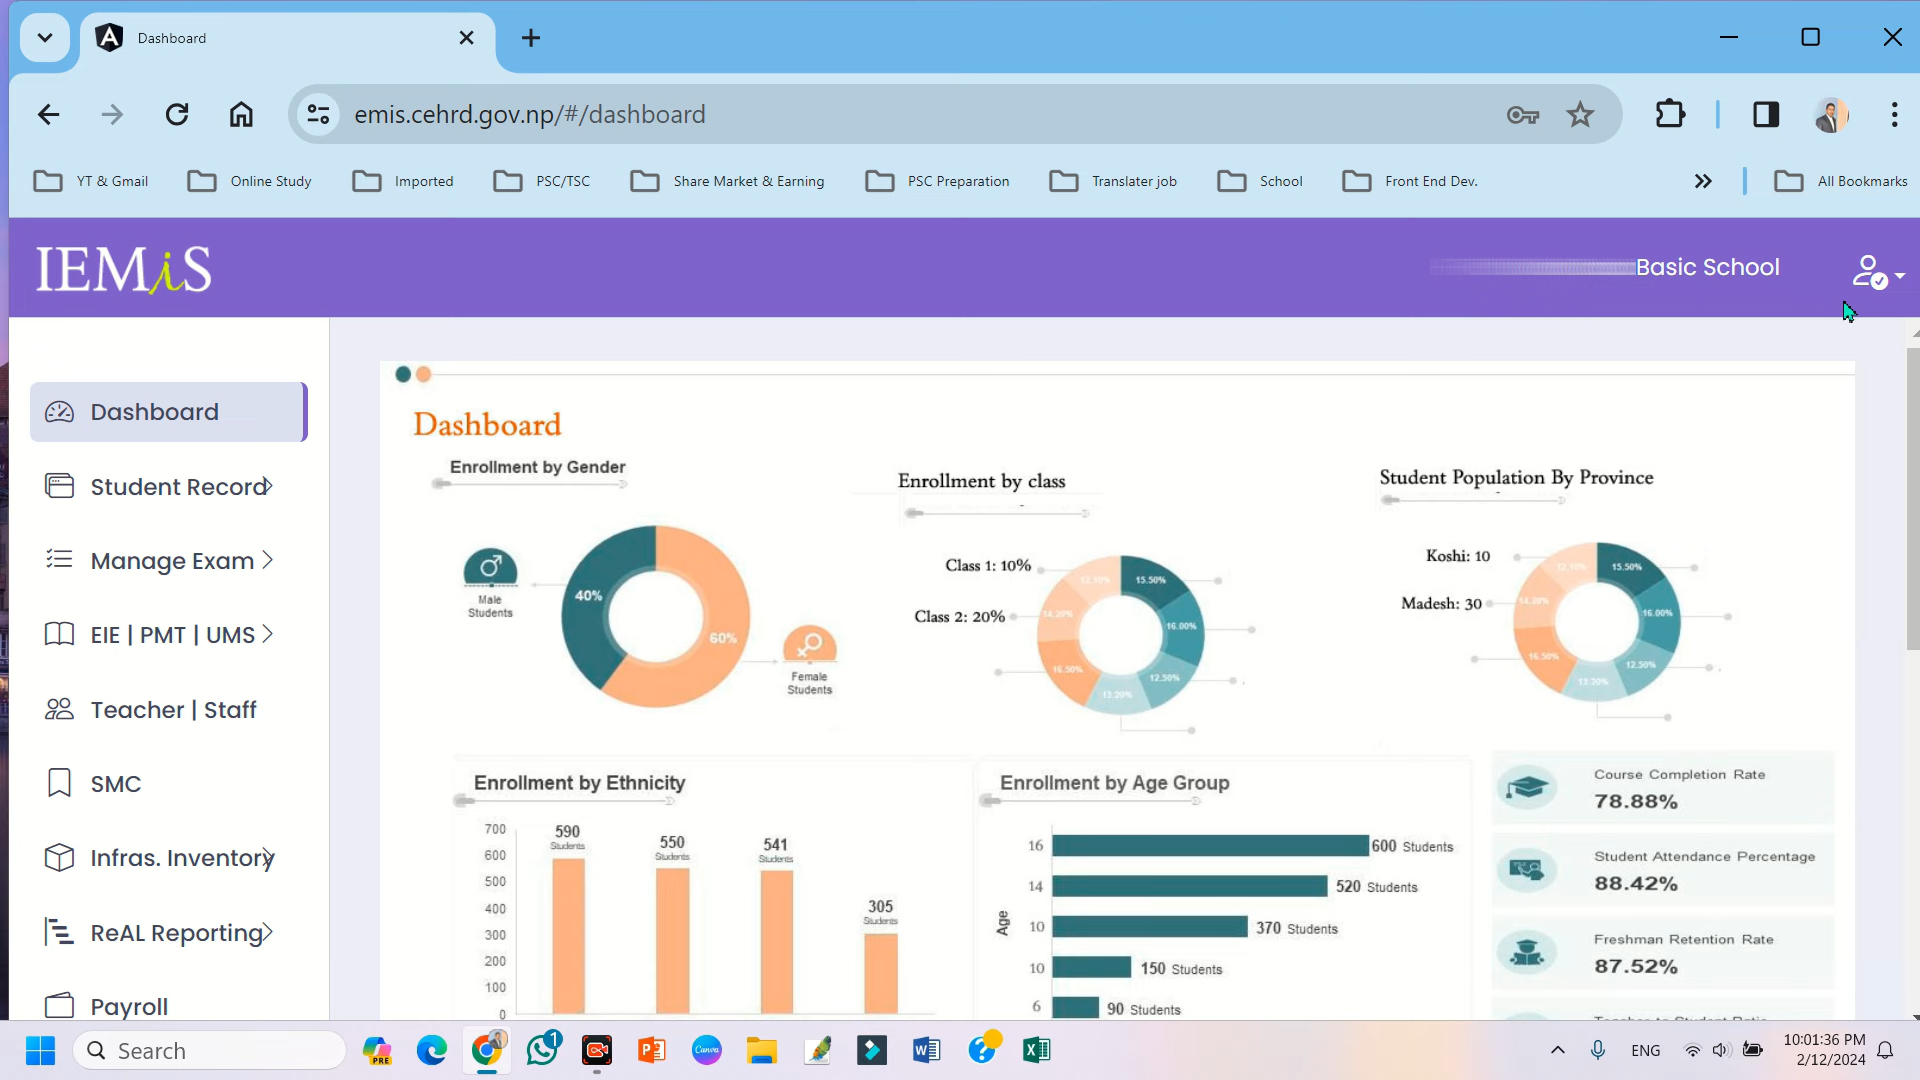 Dashboard
emis.cehrd.gov.np/#/dashboard
YT & Gmail
Online Study
Imported
PSC/TSC
Share Market & Earning
PSC Preparation
Translater job
School
Front End Dev.
All Bookmarks
IEMiS
Basic School
Dashboard
Student Record
Manage Exam
EIE | PMT | UMS
Teacher | Staff
SMC
Infras. Inventory
ReAL Reporting
Payroll
Dashboard
Enrollment by Gender
40%
60%
Male
Students
Female
Students
Enrollment by class
Class 1: 10%
Class 2: 20%
12.10%
15.50%
14.20%
16.00%
16.50%
12.50%
13.20%
Student Population By Province
Koshi: 10
Madesh: 30
12.10%
15.50%
14.20%
16.00%
16.50%
12.50%
13.20%
Enrollment by Ethnicity
700
600
500
400
300
200
100
0
590
Students
550
Students
541
Students
305
Students
Enrollment by Age Group
Age
16 600 Students
14 520 Students
10 370 Students
10 150 Students
6 90 Students
Course Completion Rate
78.88%
Student Attendance Percentage
88.42%
Freshman Retention Rate
87.52%
Search
PRE
1
Canva
ENG
10:01:36 PM
2/12/2024